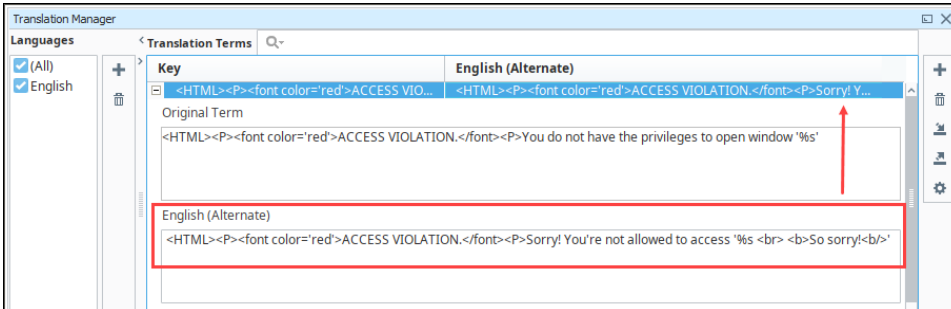 Translation Manager
Languages
Translation Terms
(All)
English
Key English (Alternate)
<HTML><P><font color='red'>ACCESS VIO... <HTML><P><font color='red'>ACCESS VIOLATION.</font><P>Sorry! Y...
Original Term
<HTML><P><font color='red'>ACCESS VIOLATION.</font><P>You do not have the privileges to open window '%s'
English (Alternate)
<HTML><P><font color='red'>ACCESS VIOLATION.</font><P>Sorry! You're not allowed to access '%s <br> <b>So sorry!<b/>'